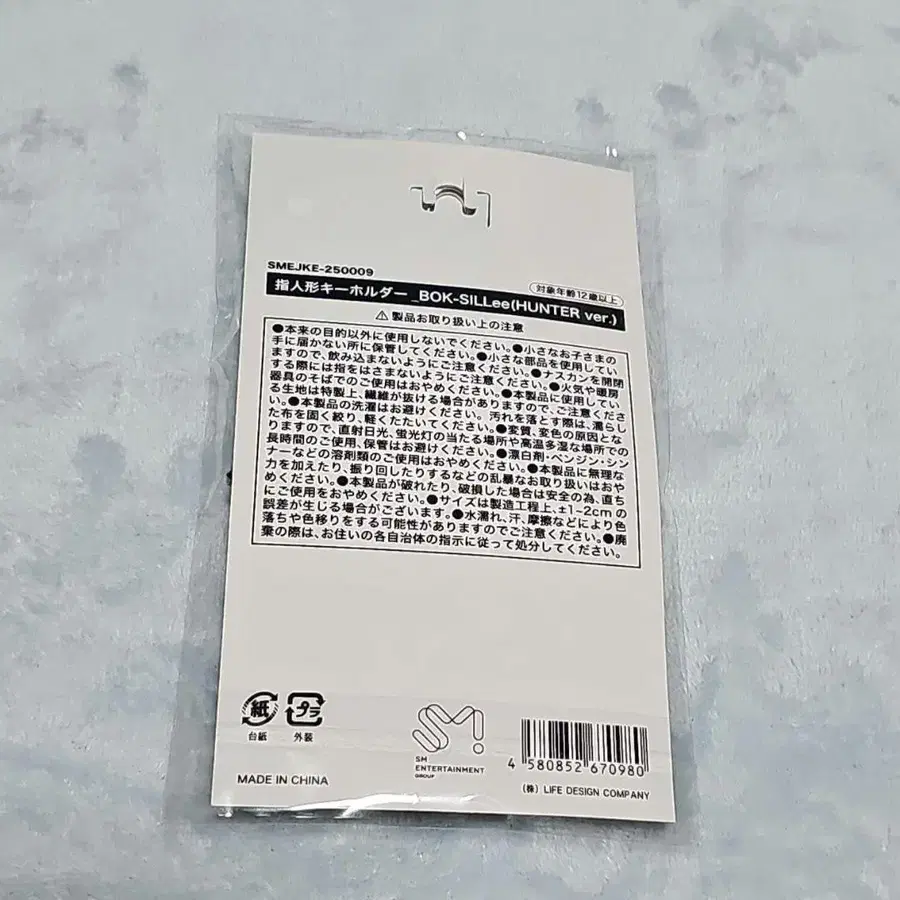 SMEJKE-250009
対象年齢12歳以上
指人形キーホルダー _BOK-SILLee(HUNTER ver.)
⚠製品お取り扱い上の注意
●本来の目的以外に使用しないでください。●小さなお子さまの
手に届かない所に保管してください。●小さな部品を使用してい
ますので、飲み込まないようにご注意ください。●ナスカンを開閉
する際には指をはさまないようにご注意ください。●火気や暖房
器具のそばでのご使用はおやめください。●本製品に使用してい
る生地は特製上、繊維が抜ける場合がありますので、ご注意くださ
い。●本製品の洗濯はお避けください。汚れを落とす際は、濡らし
た布を固く絞り、軽くたたいてください。●変質、変色の原因とな
りますので、直射日光、蛍光灯の当たる場所や高温多湿な場所での
長時間のご使用、保管はお避けください。●漂白剤・ベンジン・シン
ナーなどの溶剤類のご使用はおやめください。●本製品に無理な
力を加えたり、振り回したりするなどの乱暴なお取り扱いはおや
めください。●本製品が破れたり、破損した場合は安全の為、直ち
にご使用をおやめください。●サイズは製造工程上、±1~2cmの
誤差が生じる場合がございます。●水濡れ、汗、摩擦などにより色
落ちや色移りをする可能性がありますのでご注意ください。●廃
棄の際は、お住いの各自治体の指示に従って処分してください。
紙
台紙
プラ
外装
SM
SM
ENTERTAINMENT
GROUP
4 580852 670980
MADE IN CHINA
(株) LIFE DESIGN COMPANY